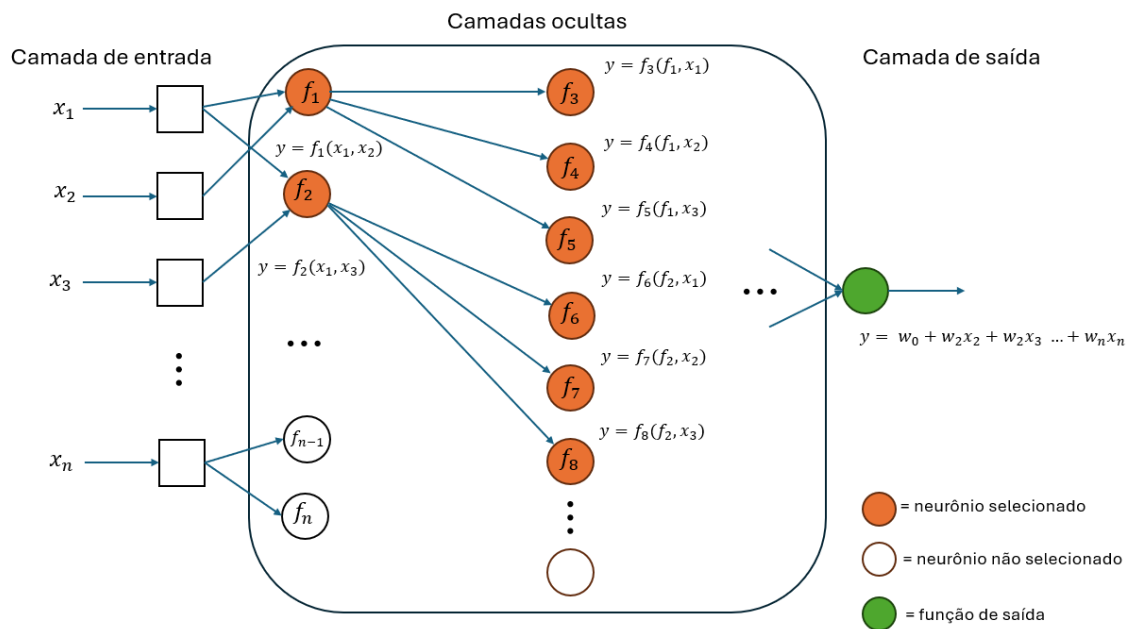 Camadas ocultas
Camada de entrada
Camada de saída
x₁
x₂
x₃
⋮
xₙ
f₁
y = f₁(x₁, x₂)
f₂
y = f₂(x₁, x₃)
...
fₙ₋₁
fₙ
f₃
y = f₃(f₁, x₁)
f₄
y = f₄(f₁, x₂)
f₅
y = f₅(f₁, x₃)
f₆
y = f₆(f₂, x₁)
f₇
y = f₇(f₂, x₂)
f₈
y = f₈(f₂, x₃)
⋮
...
y = w₀ + w₂x₂ + w₂x₃ ... + wₙxₙ
= neurônio selecionado
= neurônio não selecionado
= função de saída